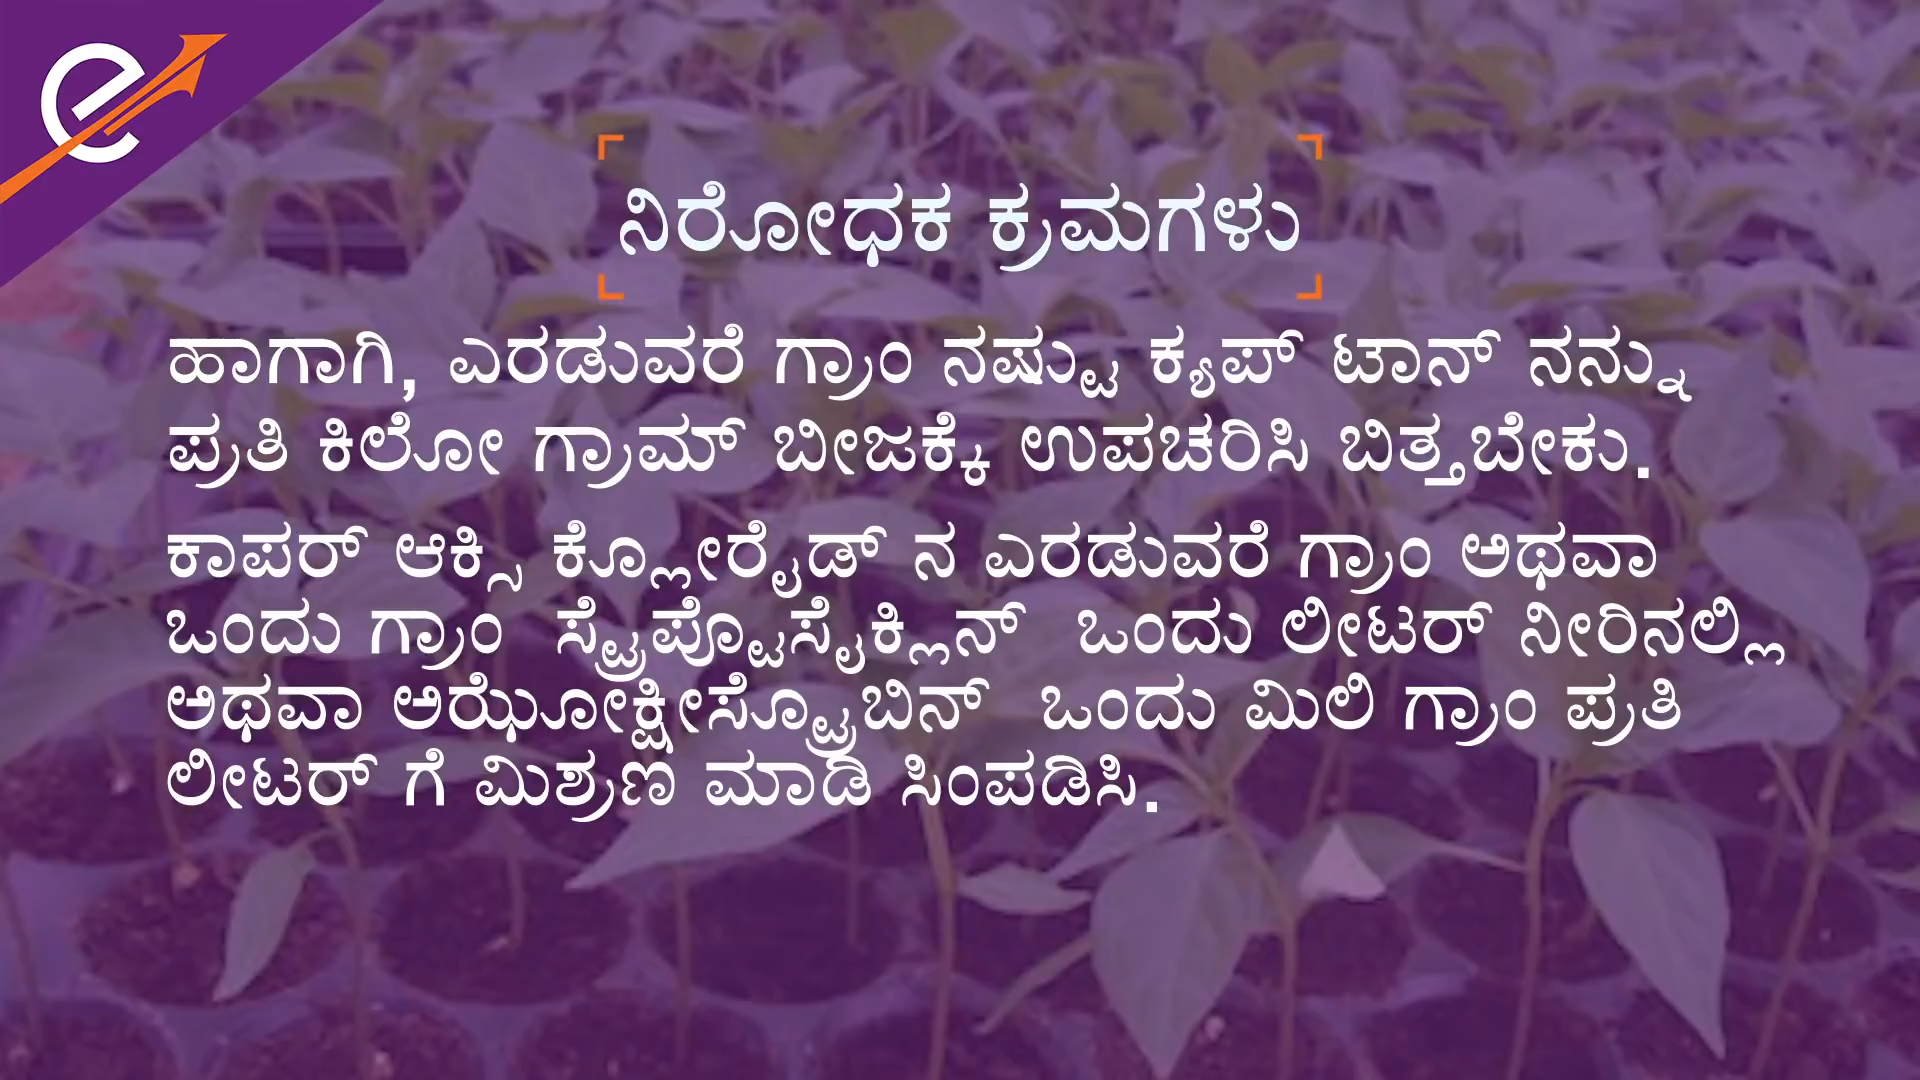 ನಿರೋಧಕ ಕ್ರಮಗಳು
ಹಾಗಾಗಿ, ಎರಡುವರೆ ಗ್ರಾಂ ನಷ್ಟು ಕ್ಯಪ್ ಟಾನ್ ನನ್ನು
ಪ್ರತಿ ಕಿಲೋ ಗ್ರಾಮ್ ಬೀಜಕ್ಕೆ ಉಪಚರಿಸಿ ಬಿತ್ತಬೇಕು.
ಕಾಪರ್ ಆಕ್ಸಿ ಕ್ಲೋರೈಡ್ ನ ಎರಡುವರೆ ಗ್ರಾಂ ಅಥವಾ
ಒಂದು ಗ್ರಾಂ ಸ್ಟ್ರೆಪ್ಟೊಸೈಕ್ಲಿನ್ ಒಂದು ಲೀಟರ್ ನೀರಿನಲ್ಲಿ
ಅಥವಾ ಅಝೋಕ್ಷೀಸ್ಟ್ರೊಬಿನ್ ಒಂದು ಮಿಲಿ ಗ್ರಾಂ ಪ್ರತಿ
ಲೀಟರ್ ಗೆ ಮಿಶ್ರಣ ಮಾಡಿ ಸಿಂಪಡಿಸಿ.